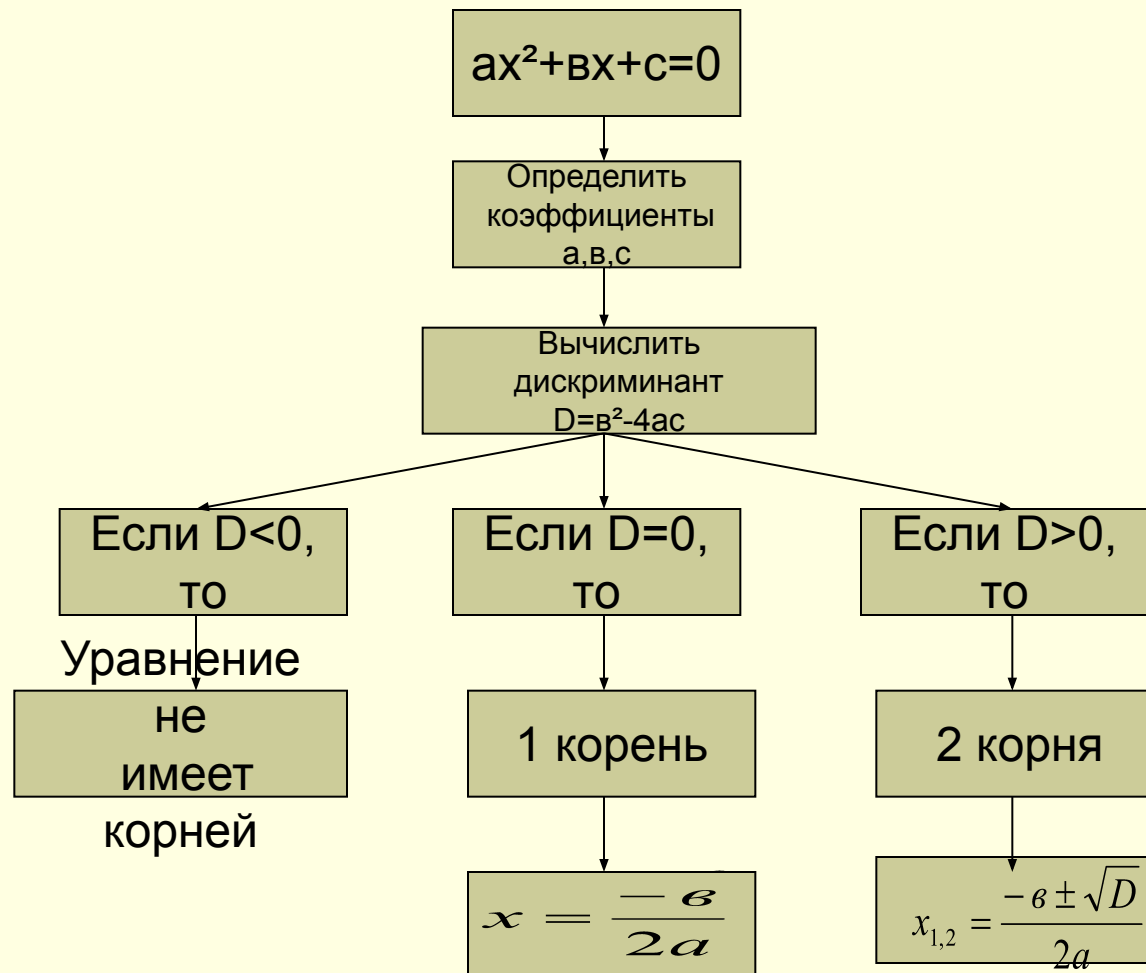 ах²+вх+с=0
Определить
коэффициенты
а,в,с
Вычислить
дискриминант
D=в²-4ас
Если D<0,
то
Если D=0,
то
Если D>0,
то
Уравнение
не
имеет
корней
1 корень
2 корня
x = −в / 2a
x₁,₂ = −в ± √D / 2a